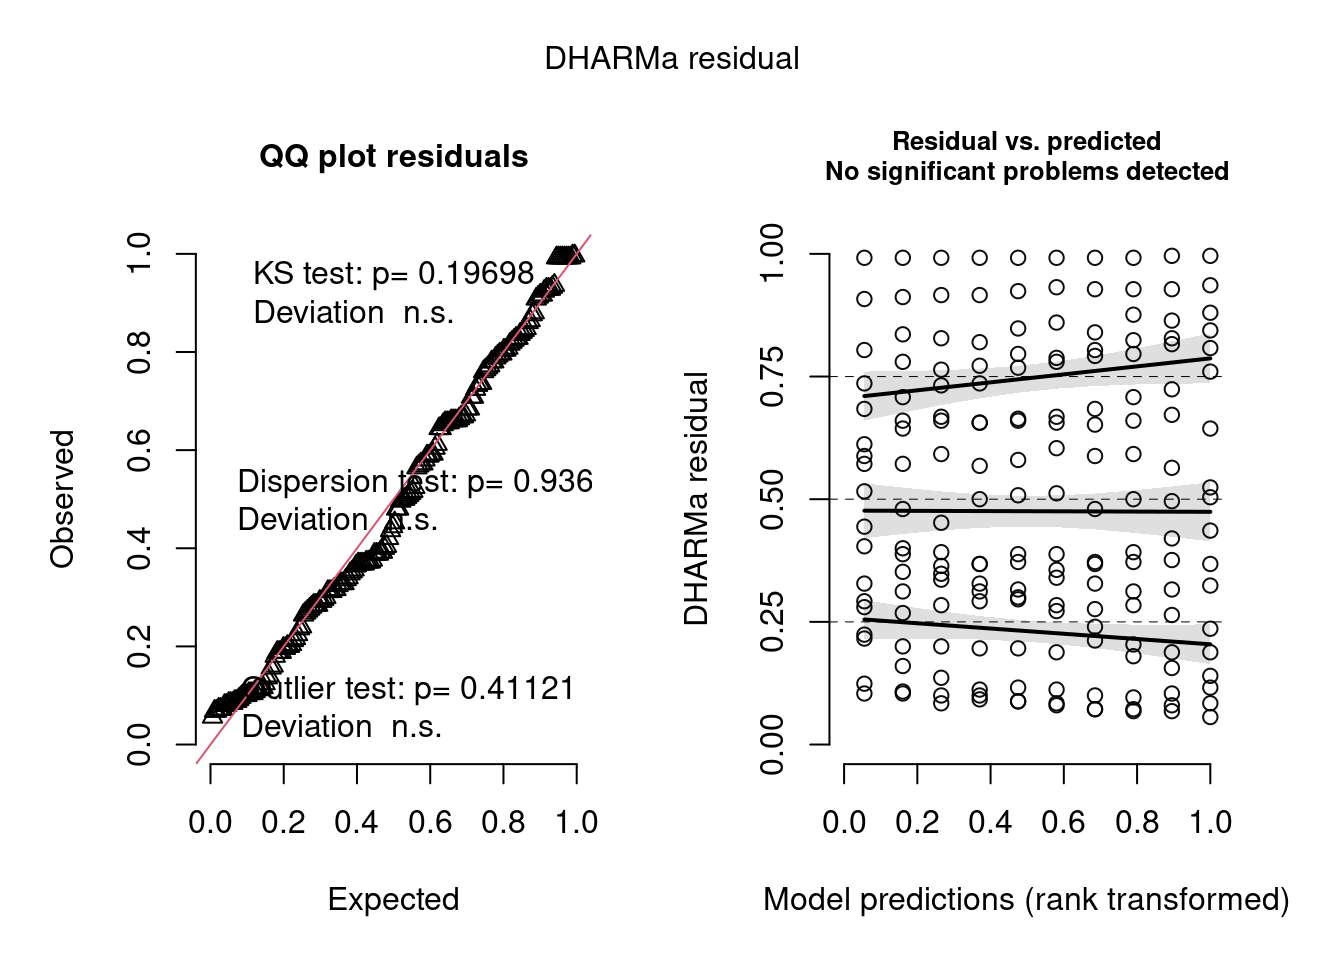 DHARMa residual
QQ plot residuals
KS test: p= 0.19698
Deviation n.s.
Dispersion test: p= 0.936
Deviation n.s.
Outlier test: p= 0.41121
Deviation n.s.
Observed
0.0 0.2 0.4 0.6 0.8 1.0
0.0 0.2 0.4 0.6 0.8 1.0
Expected
Residual vs. predicted
No significant problems detected
DHARMa residual
0.00 0.25 0.50 0.75 1.00
0.0 0.2 0.4 0.6 0.8 1.0
Model predictions (rank transformed)